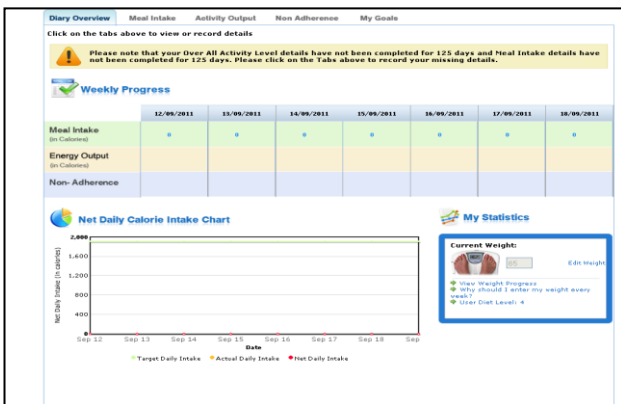 Diary Overview Meal Intake Activity Output Non Adherence My Goals
Click on the tabs above to view or record details
Please note that your Over All Activity Level details have not been completed for 125 days and Meal Intake details have
not been completed for 125 days. Please click on the Tabs above to record your missing details.
Weekly Progress
12/09/2011 13/09/2011 14/09/2011 15/09/2011 16/09/2011 17/09/2011 18/09/2011
Meal Intake
(in Calories)
0 0 0 0 0 0 0
Energy Output
(in Calories)
Non- Adherence
Net Daily Calorie Intake Chart
Net Daily Intake (in calories)
2,000
1,600
1,200
800
400
0
Sep 12 Sep 13 Sep 14 Sep 15 Sep 16 Sep 17 Sep 18 Sep
Date
Target Daily Intake Actual Daily Intake Net Daily Intake
My Statistics
Current Weight:
65 Edit Weight
View Weight Progress
Why should I enter my weight every
week?
User Diet Level: 4